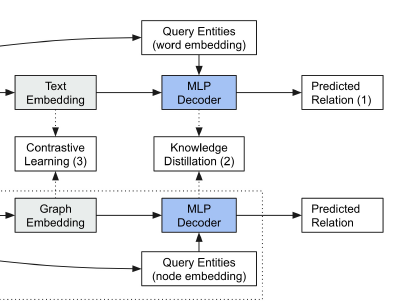 Query Entities
(word embedding)
Text
Embedding
MLP
Decoder
Predicted
Relation (1)
Contrastive
Learning (3)
Knowledge
Distillation (2)
Graph
Embedding
MLP
Decoder
Predicted
Relation
Query Entities
(node embedding)